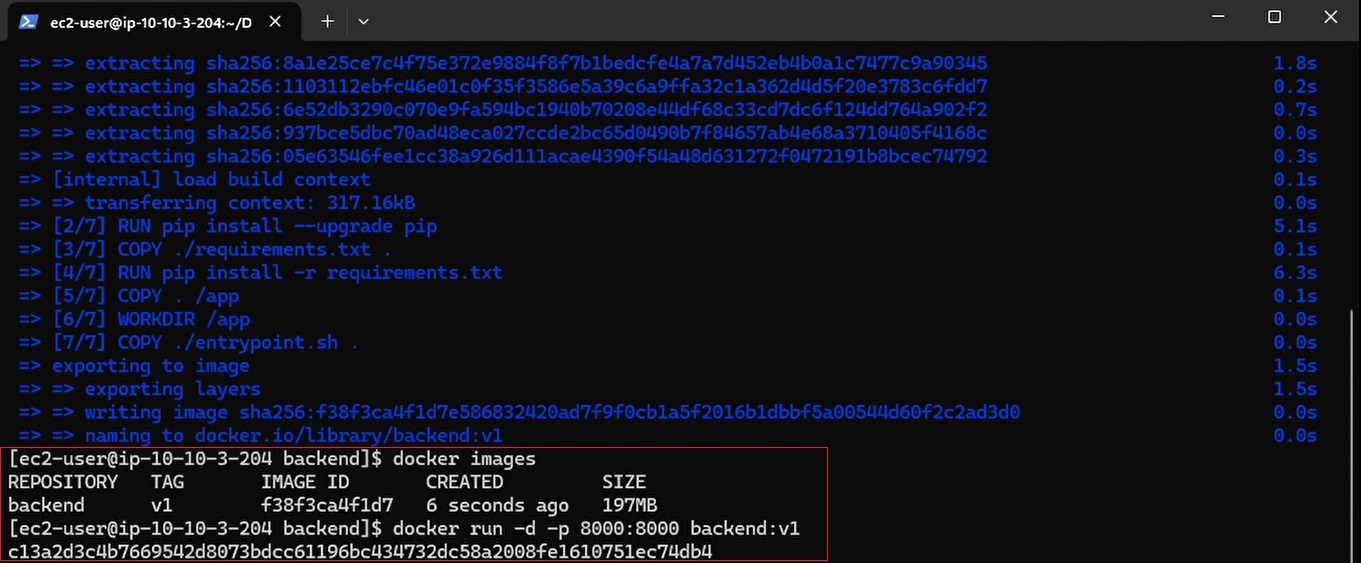 ec2-user@ip-10-10-3-204:~/D
=> => extracting sha256:8a1e25ce7c4f75e372e9884f8f7b1bedcfe4a7a7d452eb4b0a1c7477c9a90345 1.8s
=> => extracting sha256:1103112ebfc46e01c0f35f3586e5a39c6a9ffa32c1a362d4d5f20e3783c6fdd7 0.2s
=> => extracting sha256:6e52db3290c070e9fa594bc1940b70208e44df68c33cd7dc6f124dd764a902f2 0.7s
=> => extracting sha256:937bce5dbc70ad48eca027ccde2bc65d0490b7f84657ab4e68a3710405f4168c 0.0s
=> => extracting sha256:05e63546fee1cc38a926d111acae4390f54a48d631272f0472191b8bcec74792 0.3s
=> [internal] load build context 0.1s
=> => transferring context: 317.16kB 0.0s
=> [2/7] RUN pip install --upgrade pip 5.1s
=> [3/7] COPY ./requirements.txt . 0.1s
=> [4/7] RUN pip install -r requirements.txt 6.3s
=> [5/7] COPY . /app 0.1s
=> [6/7] WORKDIR /app 0.0s
=> [7/7] COPY ./entrypoint.sh . 0.0s
=> exporting to image 1.5s
=> => exporting layers 1.5s
=> => writing image sha256:f38f3ca4f1d7e586832420ad7f9f0cb1a5f2016b1dbbf5a00544d60f2c2ad3d0 0.0s
=> => naming to docker.io/library/backend:v1 0.0s
[ec2-user@ip-10-10-3-204 backend]$ docker images
REPOSITORY TAG IMAGE ID CREATED SIZE
backend v1 f38f3ca4f1d7 6 seconds ago 197MB
[ec2-user@ip-10-10-3-204 backend]$ docker run -d -p 8000:8000 backend:v1
c13a2d3c4b7669542d8073bdcc61196bc434732dc58a2008fe1610751ec74db4